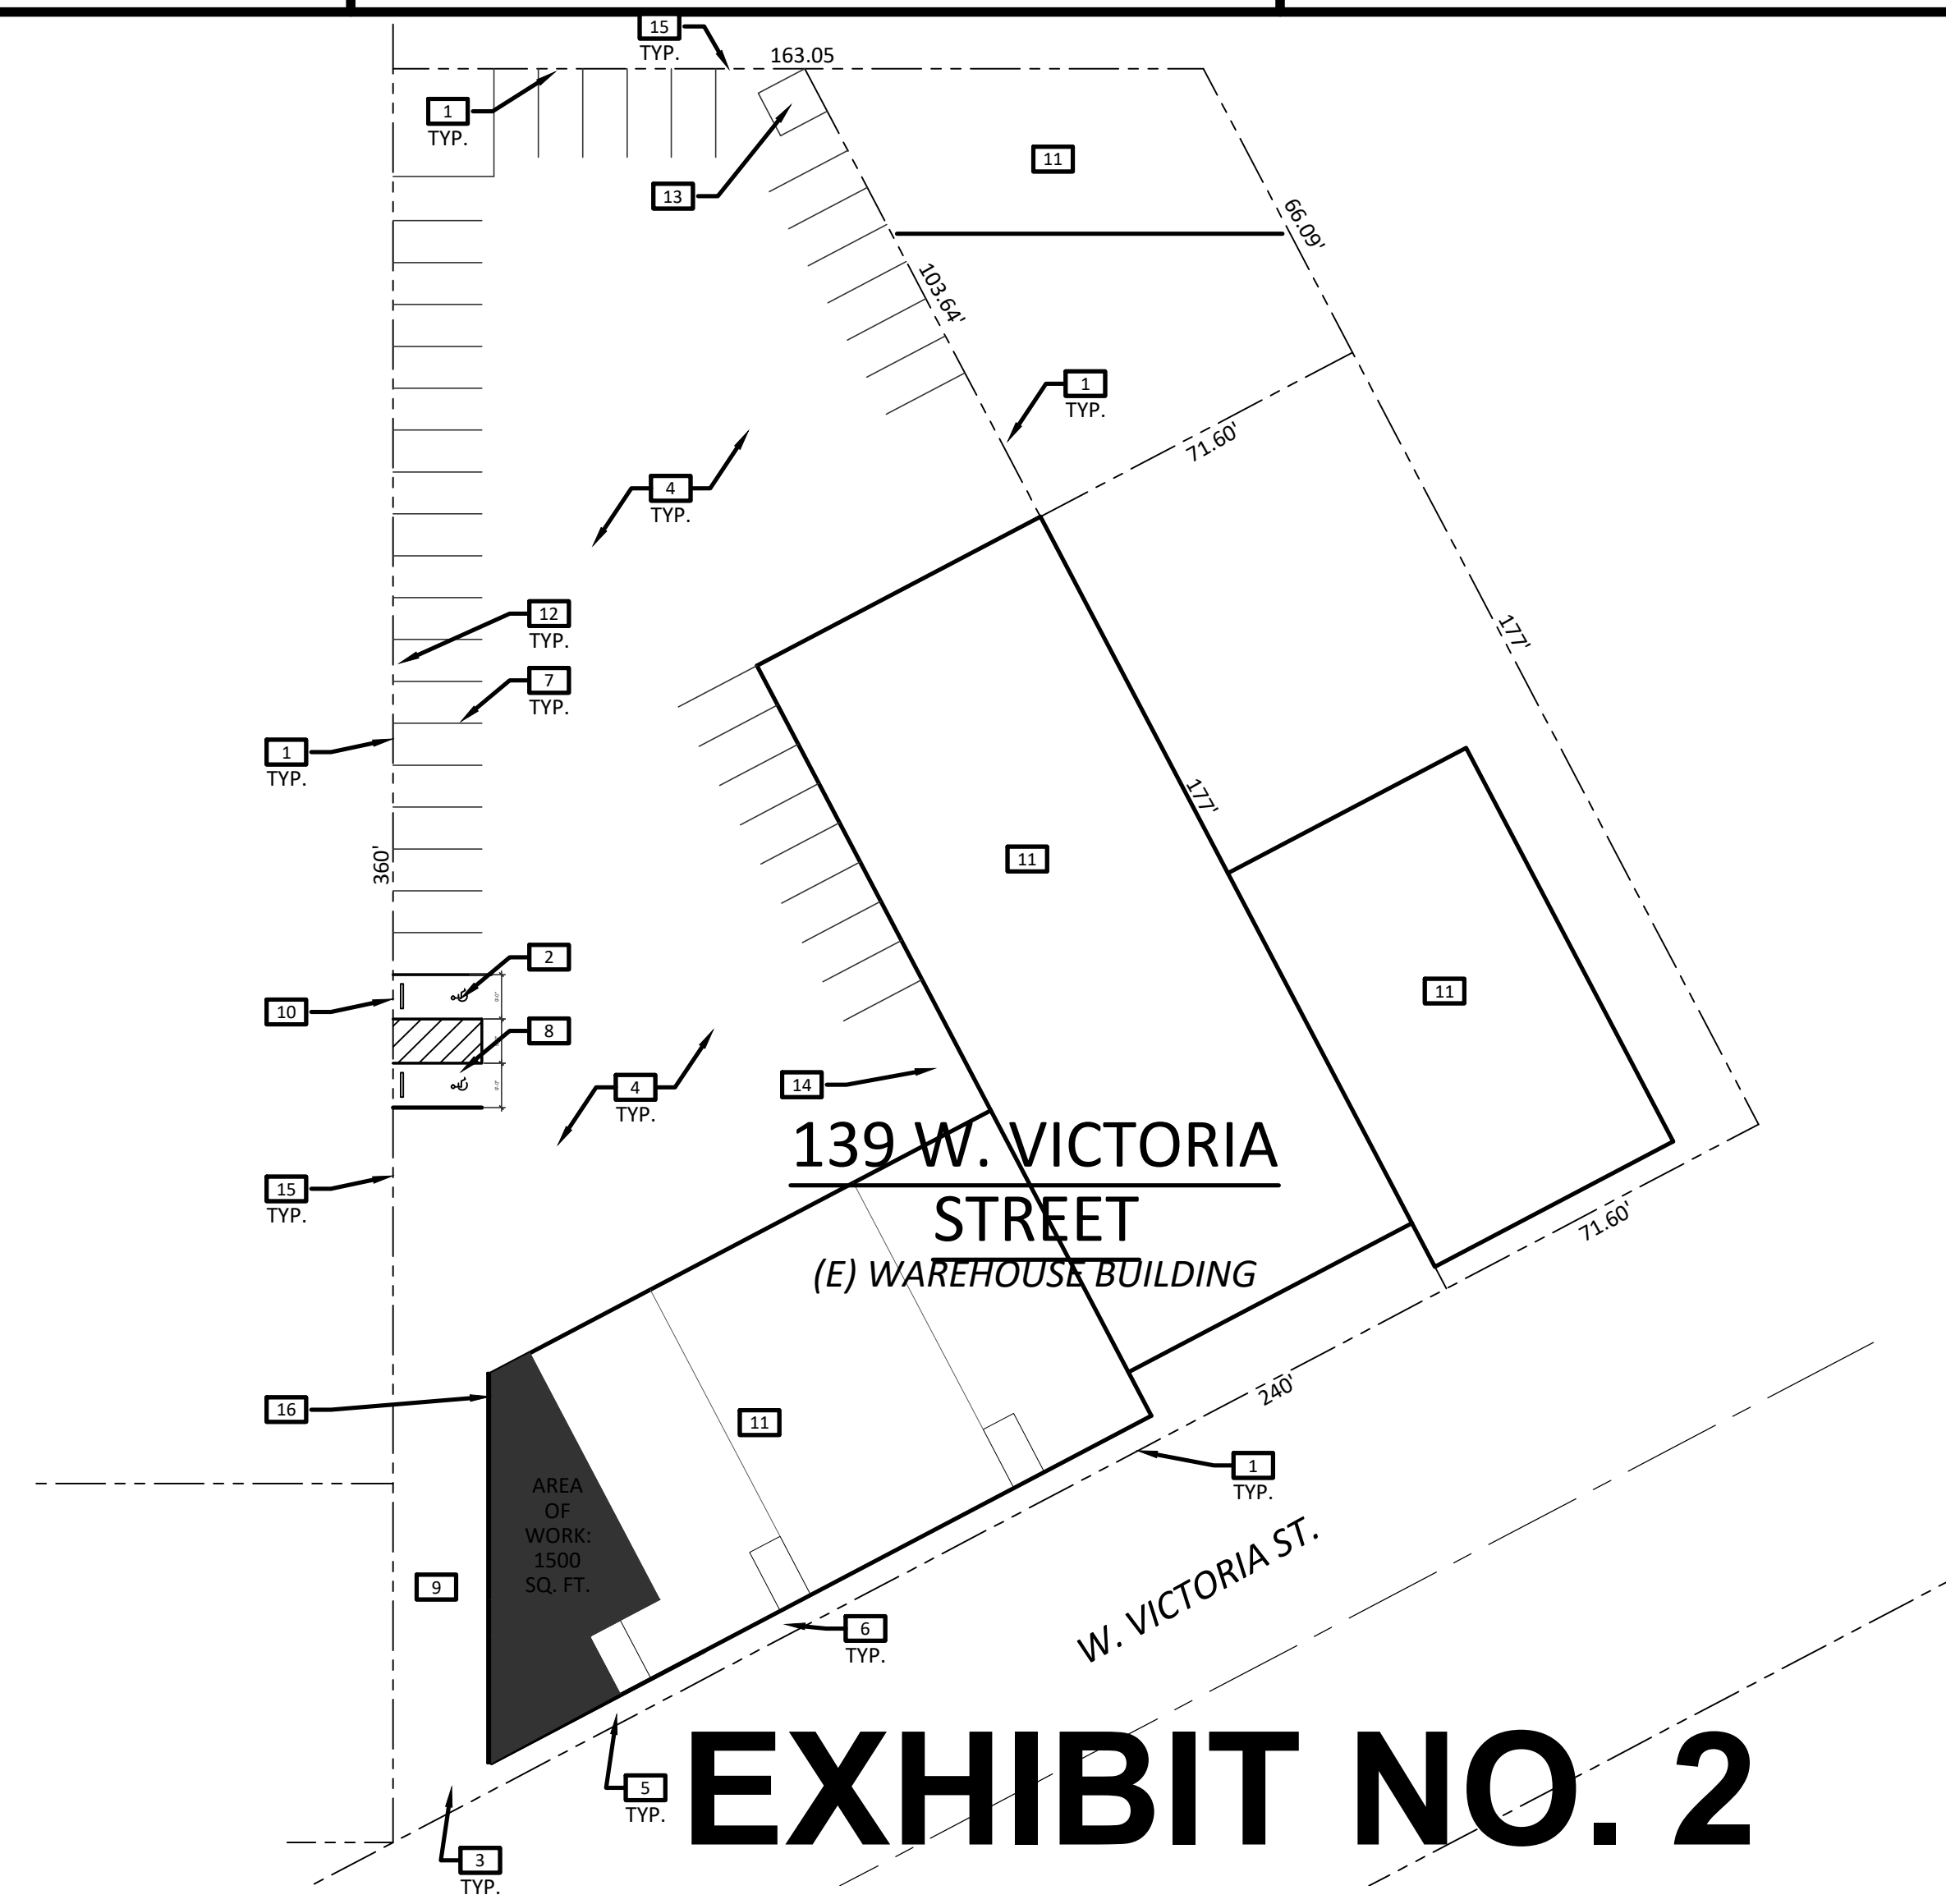 15
TYP.
163.05
1
TYP.
11
13
66.09'
103.64'
1
TYP.
71.60'
4
TYP.
12
TYP.
177'
7
TYP.
1
TYP.
177'
360'
11
2
11
10
8
4
TYP.
14
139 W. VICTORIA
STREET
(E) WAREHOUSE BUILDING
15
TYP.
71.60'
240'
16
11
1
TYP.
AREA
OF
WORK:
1500
SQ. FT.
W. VICTORIA ST.
9
6
TYP.
5
TYP.
EXHIBIT NO. 2
3
TYP.